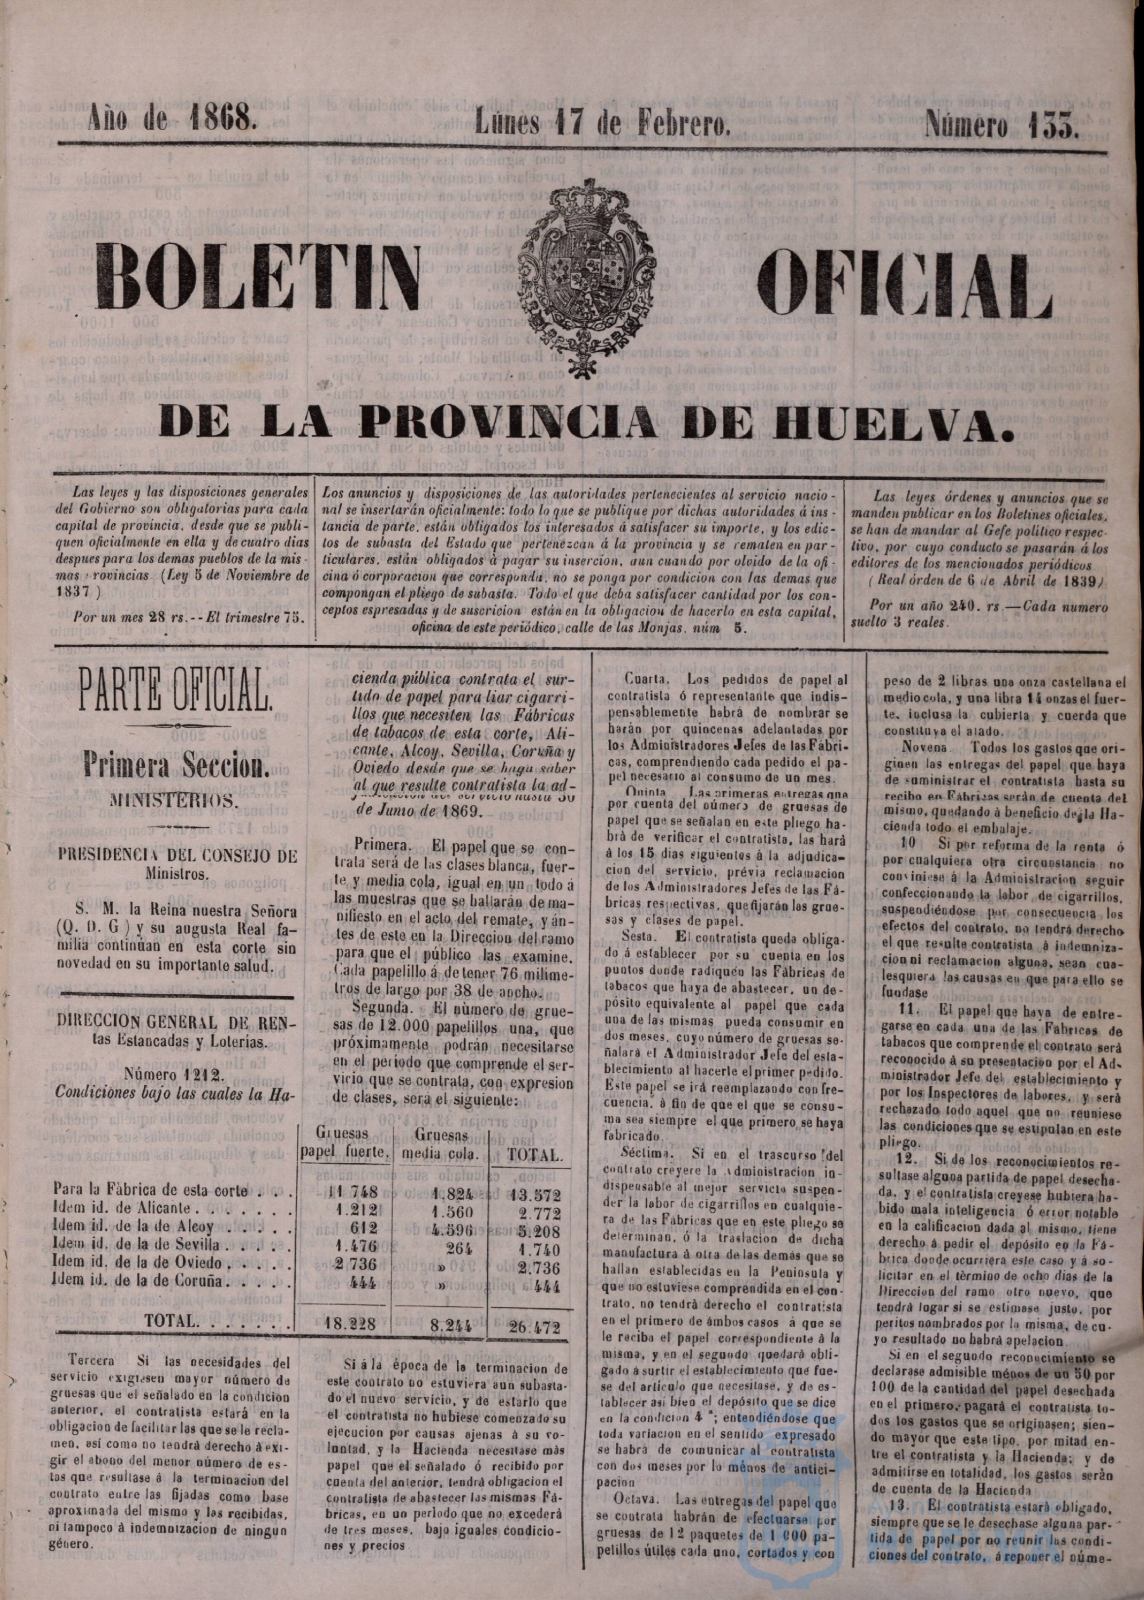 Año de 1868.
Lunes 17 de Febrero.
Número 133.
BOLETIN OFICIAL
DE LA PROVINCIA DE HUELVA.
Las leyes y las disposiciones generales
del Gobierno son obligatorias para cada
capital de provincia, desde que se publi-
quen oficialmente en ella y de cuatro dias
despues para los demas pueblos de la mis-
mas rovincias (Ley 5 de Noviembre de
1837 )
Por un mes 28 rs.--El trimestre 75.
Los anuncios y disposiciones de las autoridades pertenecientes al servicio nacio-
nal se insertarán oficialmente: todo lo que se publique por dichas autoridades á ins-
tancia de parte, están obligados los interesados á satisfacer su importe, y los edic-
tos de subasta del Estado que pertenezcan á la provincia y se rematen en par-
ticulares, están obligados á pagar su insercion, aun cuando por olvido de la ofi-
cina ó corporacion que corresponda, no se ponga por condicion con las demas que
compongan el pliego de subasta. Todo el que deba satisfacer cantidad por los con-
ceptos espresadas y de suscricion están en la obligacion de hacerlo en esta capital,
oficina de este periódico, calle de las Monjas, núm 5.
Las leyes órdenes y anuncios que se
manden publicar en los Boletines oficiales,
se han de mandar al Gefe político respec-
tivo, por cuyo conducto se pasarán á los
editores de los mencionados periódicos
(Real órden de 6 de Abril de 1839)
Por un año 240. rs.—Cada numero
suelto 3 reales.
PARTE OFICIAL.
Primera Seccion.
MINISTERIOS.
PRESIDENCIA DEL CONSEJO DE
Ministros.
S. M. la Reina nuestra Señora
(Q. D. G ) y su augusta Real fa-
milia continúan en esta corte sin
novedad en su importante salud.
DIRECCION GENERAL DE REN-
tas Estancadas y Loterias.
Número 1212.
Condiciones bajo las cuales la Ha-
cienda pública contrata el sur-
tido de papel para liar cigarri-
llos que necesiten las Fábricas
de tabacos de esta corte, Ali-
cante, Alcoy, Sevilla, Coruña y
Oviedo desde que se haga saber
al que resulte contratista la ad-
de Junio de 1869.
Primera. El papel que se con-
trata será de las clases blanca, fuer-
te y media cola, igual en un todo á
las muestras que se hallarán de ma-
nifiesto en el acto del remate, y án-
tes de este en la Direccion del ramo
para que el público las examine.
Cada papelillo á de tener 76 milime-
tros de largo por 38 de ancho.
Segunda. El número de grue-
sas de 12.000 papelillos una, que
próximamente podrán necesitarse
en el periodo que comprende el ser-
vicio que se contrata, con expresion
de clases, será el siguiente:
Gruesas papel fuerte. Gruesas media cola. TOTAL.
Para la Fábrica de esta corte . . . 11 748 1.824 13.572
Idem id. de Alicante . . . . . . . 1.212 1.560 2.772
Idem id. de la de Alcoy . . . . . 612 4.596 5.208
Idem id. de la de Sevilla . . . . . 1.476 264 1.740
Idem id. de la de Oviedo . . . . . 2 736 » 2.736
Idem id. de la de Coruña . . . . . 444 » 444
TOTAL. . . . . . . 18.228 8.244 26.472
Tercera Si las necesidades del
servicio exigiesen mayor número de
gruesas que el señalado en la condicion
anterior, el contratista estará en la
obligacion de facilitar las que se le recla-
men, asi como no tendrá derecho á exi-
gir el abono del menor número de es-
tas que resultase á la terminacion del
contrato entre las fijadas como base
aproximada del mismo y las recibidas,
ni tampoco á indemnizacion de ningun
género.
Si á la época de la terminacion de
este contrato no estuviera aun subasta-
do el nuevo servicio, y de estarlo que
el contratista no hubiese comenzado su
ejecucion por causas ajenas á su vo-
luntad, y la Hacienda necesitase más
papel que el señalado ó recibido por
cuenta del anterior, tendrá obligacion el
contratista de abastecer las mismas Fá-
bricas, en un periodo que no excederá
de tres meses, bajo iguales condicio-
nes y precios
Cuarta. Los pedidos de papel al
contratista ó representante que indis-
pensablemente habrá de nombrar se
harán por quincenas adelantadas por
los Administradores Jefes de las Fábri-
cas, comprendiendo cada pedido el pa-
pel necesario al consumo de un mes.
Quinta Las primeras entregas que
por cuenta del número de gruesas de
papel que se señalan en este pliego ha-
brá de verificar el contratista, las hará
á los 15 dias siguientes á la adjudica-
cion del servicio, prévia reclamacion
de los Administradores Jefes de las Fá-
bricas respectivas, que fijarán las grue-
sas y clases de papel.
Sesta. El contratista queda obliga-
do á establecer por su cuenta en los
puntos donde radiquen las Fábricas de
tabacos que haya de abastecer, un de-
pósito equivalente al papel que cada
una de las mismas pueda consumir en
dos meses, cuyo número de gruesas se-
ñalará el Administrador Jefe del esta-
blecimiento al hacerle el primer pedido.
Este papel se irá reemplazando con fre-
cuencia, á fin de que el que se consu-
ma sea siempre el que primero se haya
fabricado.
Séctima. Si en el trascurso del
contrato creyere la Administracion in-
dispensable al mejor servicio suspen-
der la labor de cigarrillos en cualquie-
ra de las Fábricas que en este pliego se
determinan, ó la traslacion de dicha
manufactura á otra de las demás que se
hallan establecidas en la Peninsula y
que no estuviese comprendida en el con-
trato, no tendrá derecho el contratista
en el primero de ámbos casos á que se
le reciba el papel correspondiente á la
misma, y en el segundo quedará obli-
gado á surtir el establecimiento que fue-
se del articulo que necesitase, y de es-
tablecer asi bien el depósito que se dice
en la condicion 4 ª; entendiéndose que
toda variacion en el sentido expresado
se habrá de comunicar al contratista
con dos meses por lo ménos de antici-
pacion
Octava. Las entregas del papel que
se contrata habrán de efectuarse por
gruesas de 12 paquetes de 1 000 pa-
pelillos útiles cada uno, cortados y con
peso de 2 libras una onza castellana el
medio cola, y una libra 14 onzas el fuer-
te, inclusa la cubierta y cuerda que
constituya el atado.
Novena. Todos los gastos que ori-
ginen las entregas del papel que haya
de suministrar el contratista hasta su
recibo en Fábricas serán de cuenta del
mismo, quedando á beneficio de la Ha-
cienda todo el embalaje.
10 Si por reforma de la renta ó
por cualquiera otra circunstancia no
conviniese á la Administracion seguir
confeccionando la labor de cigarrillos,
suspendiéndose por consecuencia los
efectos del contrato, no tendrá derecho
el que resulte contratista á indemniza-
cion ni reclamacion alguna, sean cua-
lesquiera las causas en que para ello se
fundase
11. El papel que haya de entre-
garse en cada una de las Fábricas de
tabacos que comprende el contrato será
reconocido á su presentacion por el Ad-
ministrador Jefe del establecimiento y
por los Inspectores de labores, y será
rechazado todo aquel que no reuniese
las condiciones que se estipulan en este
pliego.
12. Si de los reconocimientos re-
sultase alguna partida de papel desecha-
da, y el contratista creyese hubiera ha-
bido mala inteligencia ó error notable
en la calificacion dada al mismo, tiene
derecho á pedir el depósito en la Fá-
brica donde ocurriera este caso y á so-
licitar en el término de ocho dias de la
Direccion del ramo otro nuevo, que
tendrá lugar si se estimase justo, por
peritos nombrados por la misma, de cu-
yo resultado no habrá apelacion.
Si en el segundo reconocimiento se
declarase admisible ménos de un 50 por
100 de la cantidad del papel desechada
en el primero, pagará el contratista to-
dos los gastos que se originasen; sien-
do mayor que este tipo, por mitad en-
tre el contratista y la Hacienda; y de
admitirse en totalidad, los gastos serán
de cuenta de la Hacienda
13. El contratista estará obligado,
siempre que se le desechase alguna par-
tida de papel por no reunir las condi-
ciones del contrato, á reponer el núme-